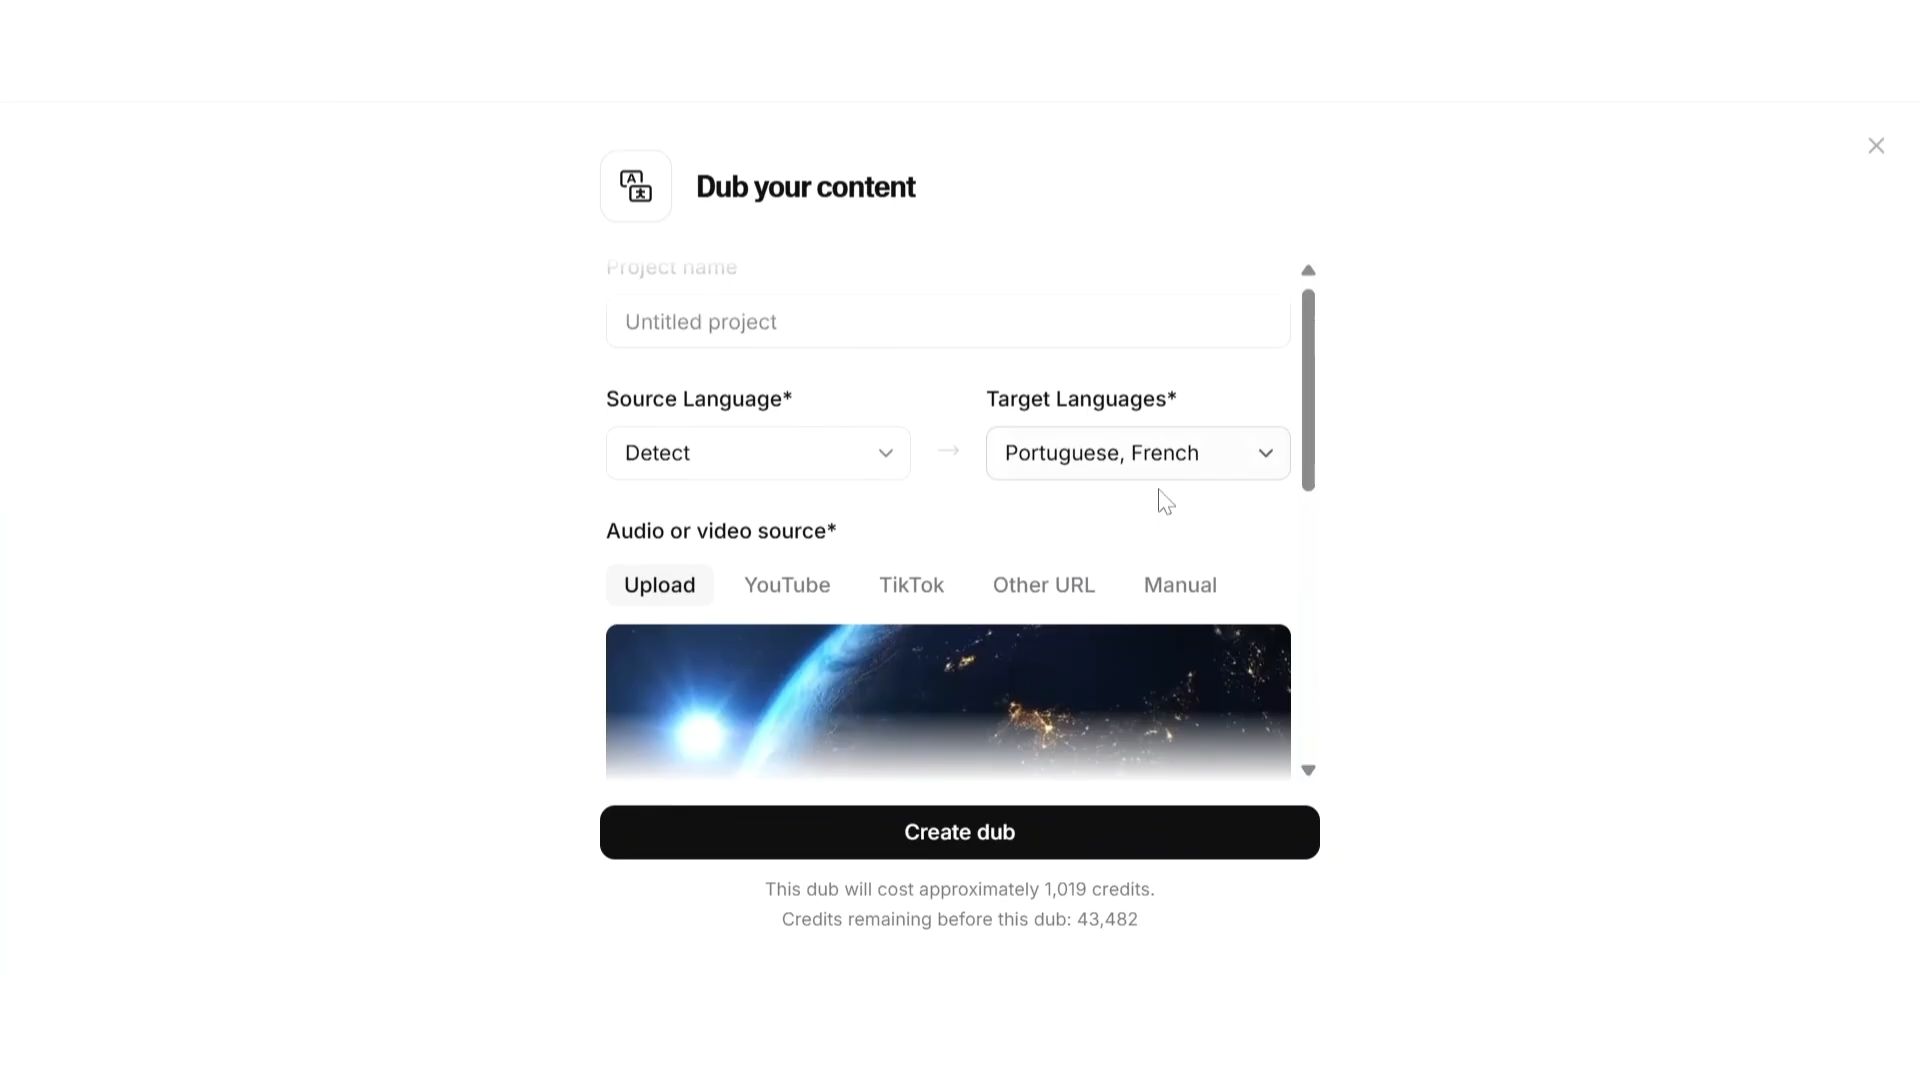 Dub your content
Project name
Untitled project
Source Language*
Target Languages*
Detect
Portuguese, French
Audio or video source*
Upload YouTube TikTok Other URL Manual
Create dub
This dub will cost approximately 1,019 credits.
Credits remaining before this dub: 43,482